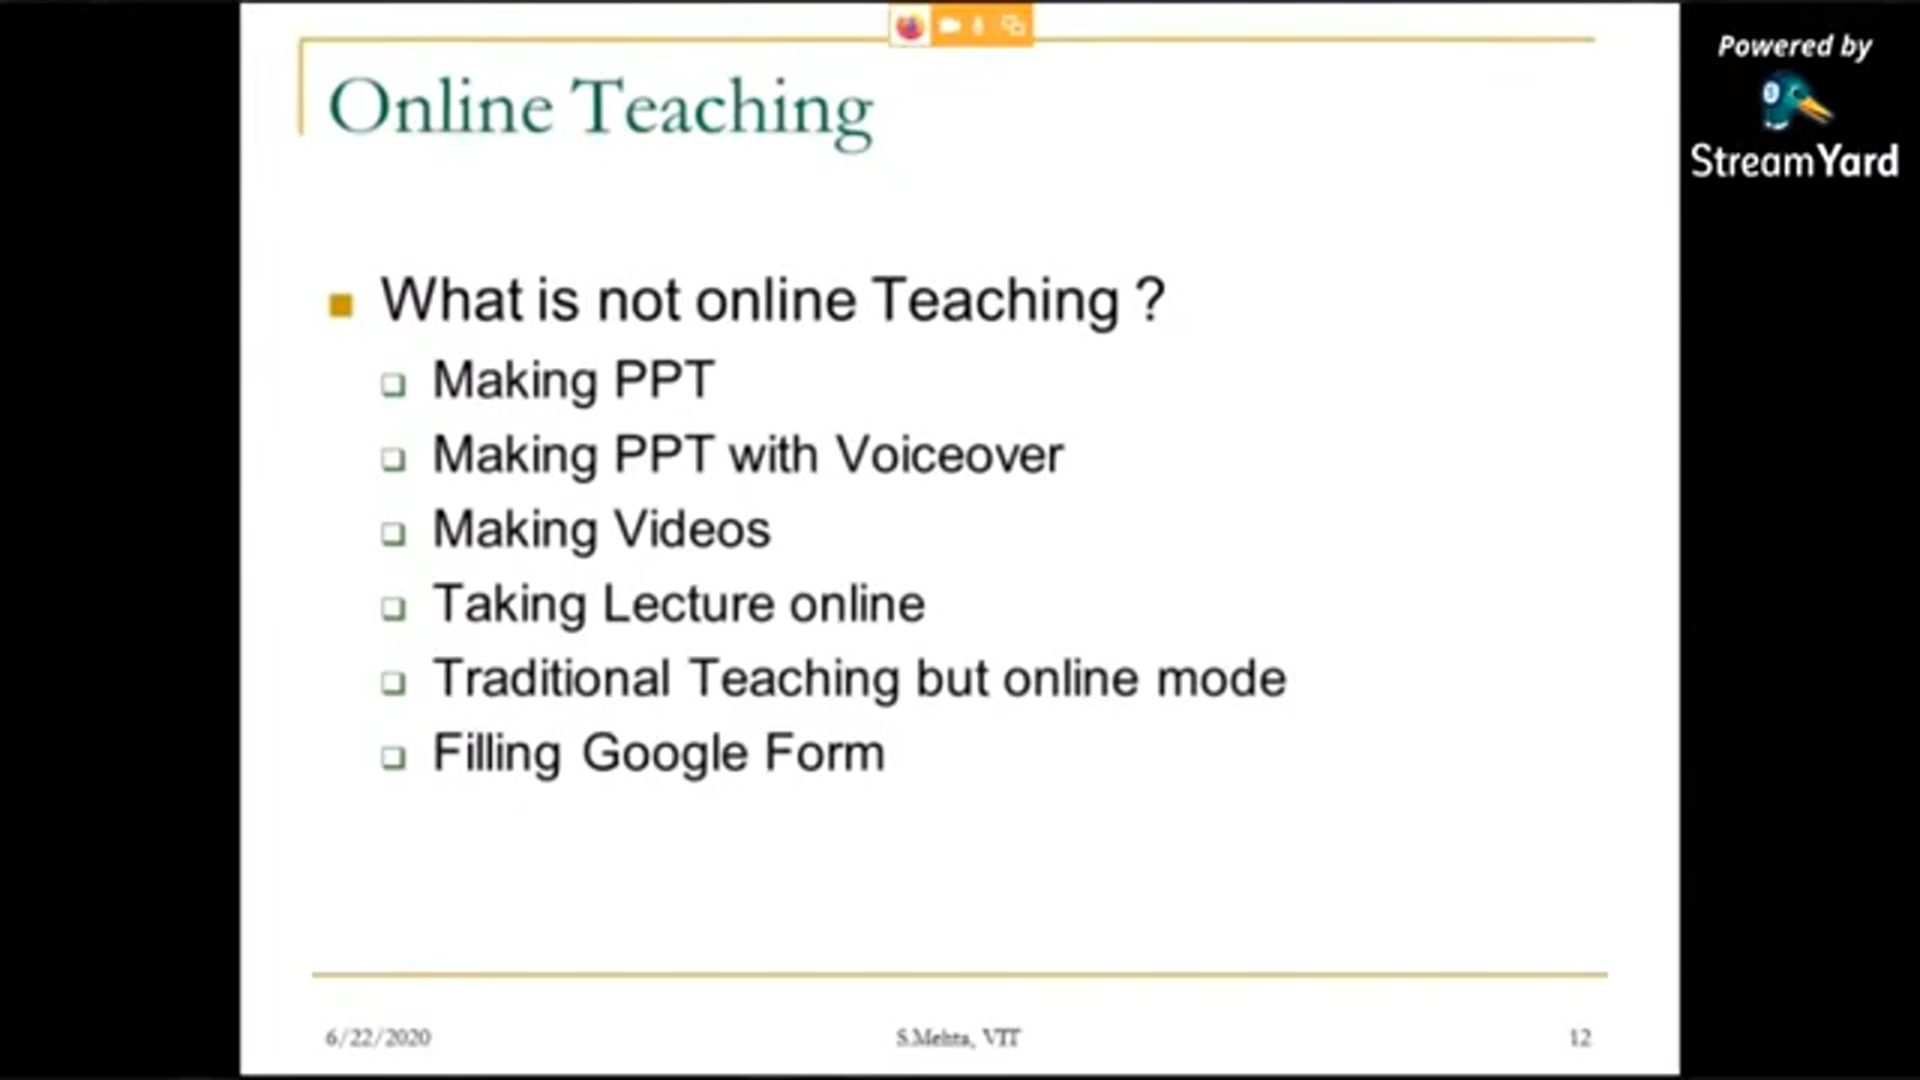 Powered by
StreamYard
Online Teaching
What is not online Teaching ?
Making PPT
Making PPT with Voiceover
Making Videos
Taking Lecture online
Traditional Teaching but online mode
Filling Google Form
6/22/2020
S.Mehta, VIT
12